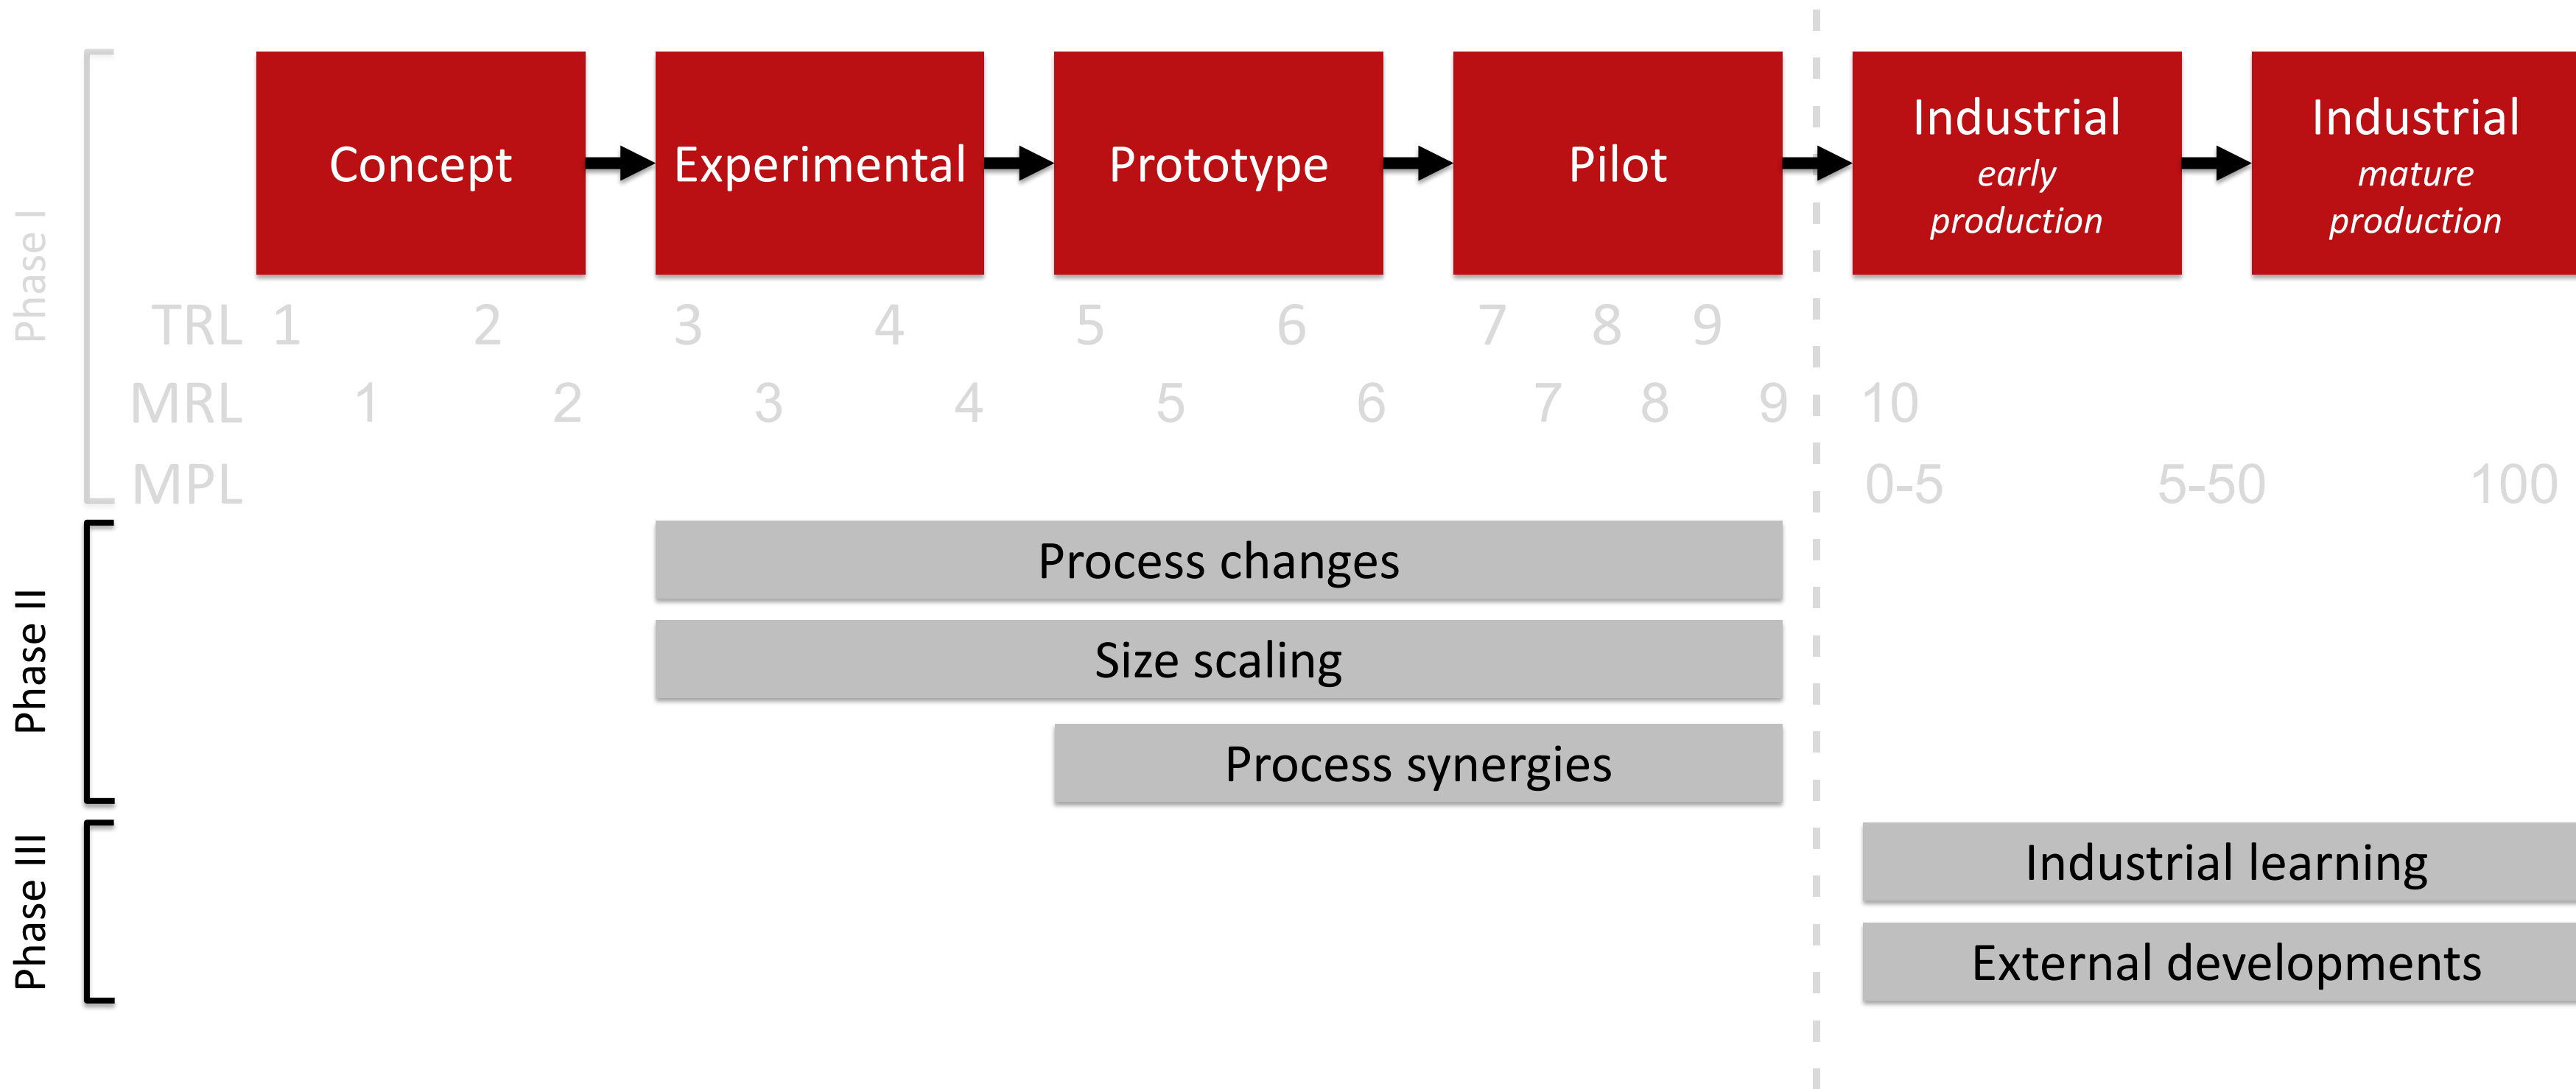 Phase I
Concept
Experimental
Prototype
Pilot
Industrial
early
production
Industrial
mature
production
TRL 1 2 3 4 5 6 7 8 9
MRL 1 2 3 4 5 6 7 8 9 10
MPL 0-5 5-50 100
Phase II
Process changes
Size scaling
Process synergies
Phase III
Industrial learning
External developments